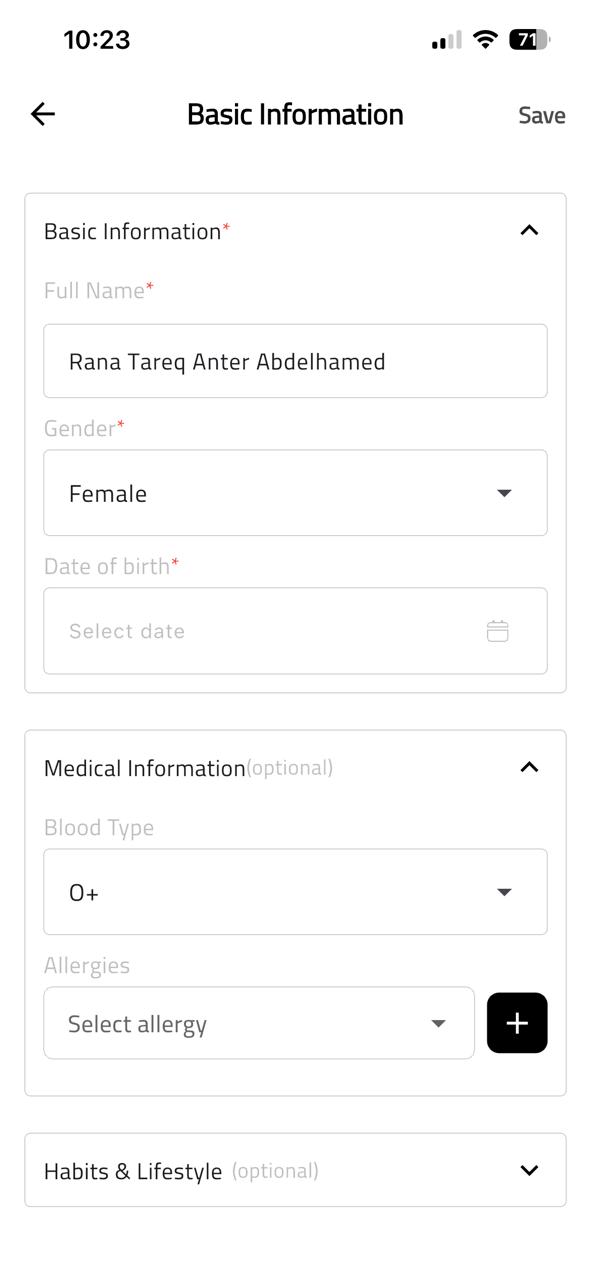 10:23
71
Basic Information
Save
Basic Information*
Full Name*
Rana Tareq Anter Abdelhamed
Gender*
Female
Date of birth*
Select date
Medical Information(optional)
Blood Type
O+
Allergies
Select allergy
+
Habits & Lifestyle (optional)